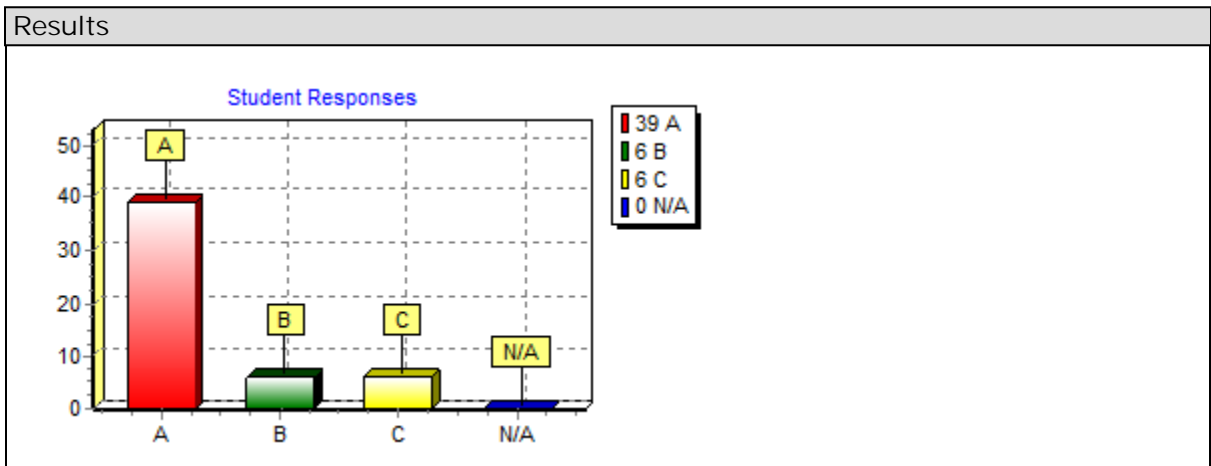 Results
Student Responses
39 A
6 B
6 C
0 N/A
50
40
30
20
10
0
A
B
C
N/A
A
B
C
N/A